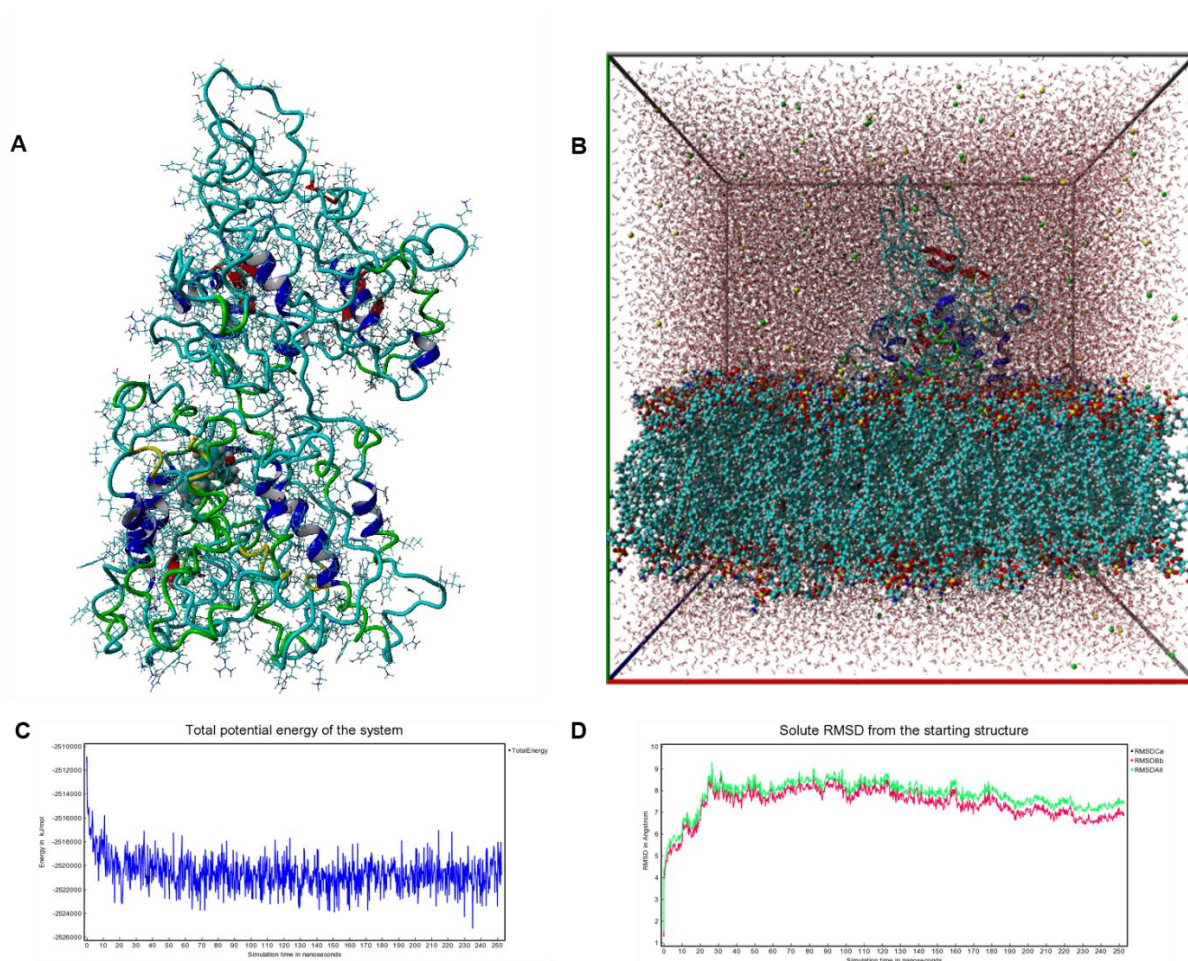 A
B
C
Total potential energy of the system
TotalEnergy
Energy in kJ/mol
-2510000
-2512000
-2514000
-2516000
-2518000
-2520000
-2522000
-2524000
-2526000
0 10 20 30 40 50 60 70 80 90 100 110 120 130 140 150 160 170 180 190 200 210 220 230 240 250
Simulation time in nanoseconds
D
Solute RMSD from the starting structure
RMSDCa
RMSDBb
RMSDAll
RMSD in Angstrom
10
9
8
7
6
5
4
3
2
1
0 10 20 30 40 50 60 70 80 90 100 110 120 130 140 150 160 170 180 190 200 210 220 230 240 250
Simulation time in nanoseconds